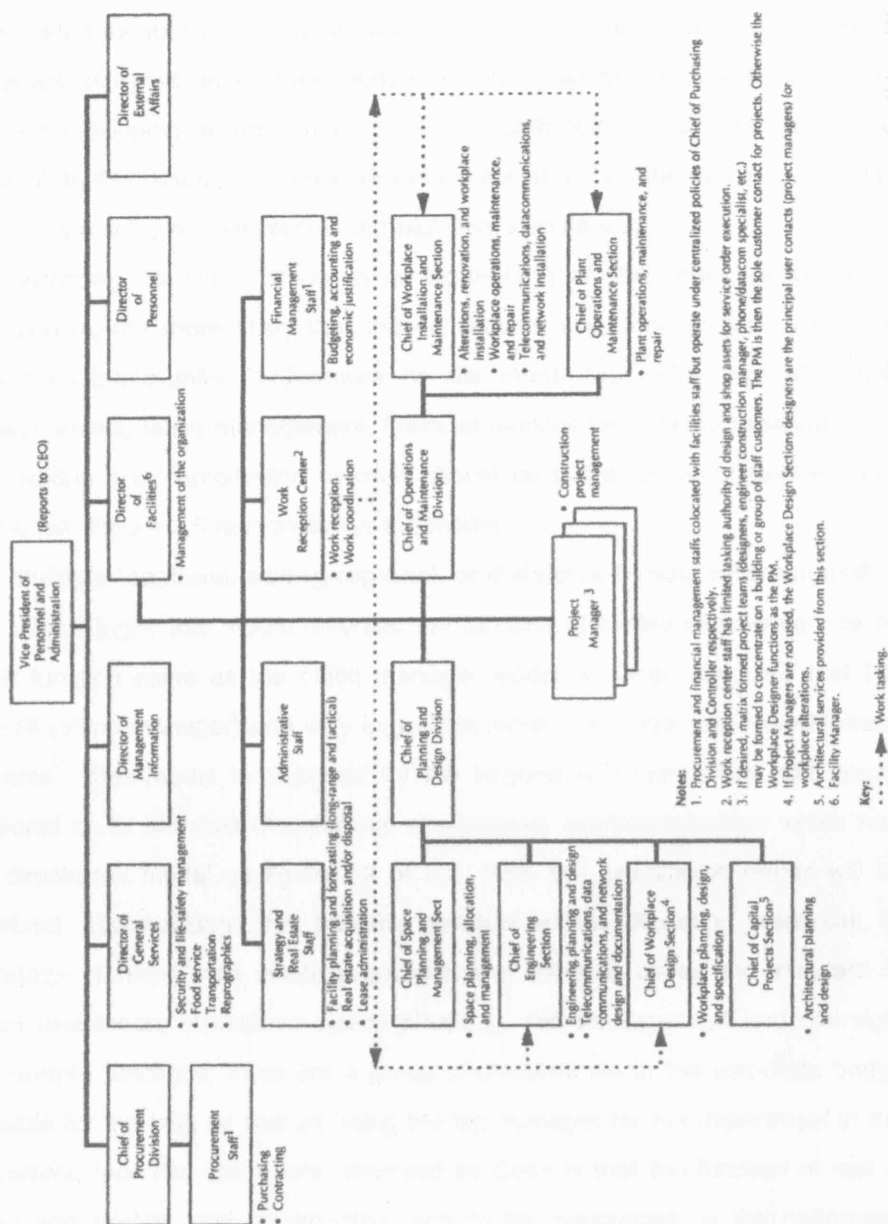 Vice President of
Personnel and
Administration
(Reports to CEO)
Chief of
Procurement
Division
Director of
General
Services
Director of
Management
Information
Director
of
Facilities6
Director
of
Personnel
Director of
External
Affairs
Procurement
Staff1
• Purchasing
• Contracting
• Security and life-safety management
• Food service
• Transportation
• Reprographics
• Management of the organization
Strategy and
Real Estate
Staff
Administrative
Staff
Work
Reception Center2
Financial
Management
Staff1
• Facility planning and forecasting (long-range and tactical)
• Real estate acquisition and/or disposal
• Lease administration
• Work reception
• Work coordination
• Budgeting, accounting and
economic justification
Chief of
Planning and
Design Division
Chief of Operations
and Maintenance
Division
Chief of Space
Planning and
Management Sect
• Space planning, allocation
and management
Chief of
Engineering
Section
• Engineering planning and design
• Telecommunications, data
communications, and network
design and documentation
Chief of Workplace
Design Section4
• Workplace planning, design,
and specification
Chief of Capital
Projects Section5
Architectural planning
and design
Project
Manager 3
• Construction
project
management
Chief of Workplace
Installation and
Maintenance Section
• Alterations, renovation, and workplace
installation
• Workplace operations, maintenance,
and repair
• Telecommunications, datacommunications,
and network installation
Chief of Plant
Operations and
Maintenance Section
• Plant operations, maintenance, and
repair
Notes:
1. Procurement and financial management staffs colocated with facilities staff but operate under centralized policies of Chief of Purchasing
Division and Controller respectively.
2. Work reception center staff has limited tasking authority of design and shop assets for service order execution.
3. If desired, matrix formed project teams (designers, engineer construction manager, phone/datacom specialist, etc.)
may be formed to concentrate on a building or group of staff customers. The PM is then the sole customer contact for projects. Otherwise the
Workplace Designer functions as the PM.
4. If Project Managers are not used, the Workplace Design Sections designers are the principal user contacts (project managers) for
workplace alterations.
5. Architectural services provided from this section.
6. Facility Manager.
Key:
Work tasking.